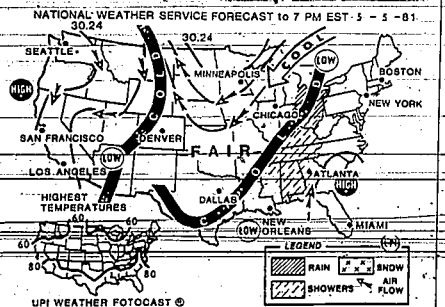 NATIONAL WEATHER SERVICE FORECAST to 7 PM EST 5 - 5 - 81
30.24
30.24
SEATTLE
COLD
COOL
LOW
MINNEAPOLIS
BOSTON
HIGH
NEW YORK
CHICAGO
SAN FRANCISCO
DENVER
FAIR
LOW
LOS ANGELES
ATLANTA
HIGH
HIGHEST
TEMPERATURES
DALLAS
COLD
NEW
ORLEANS
LOW
MIAMI
60
60
60
80
80
LEGEND
RAIN
SNOW
SHOWERS
AIR
FLOW
UPI WEATHER FOTOCAST ®